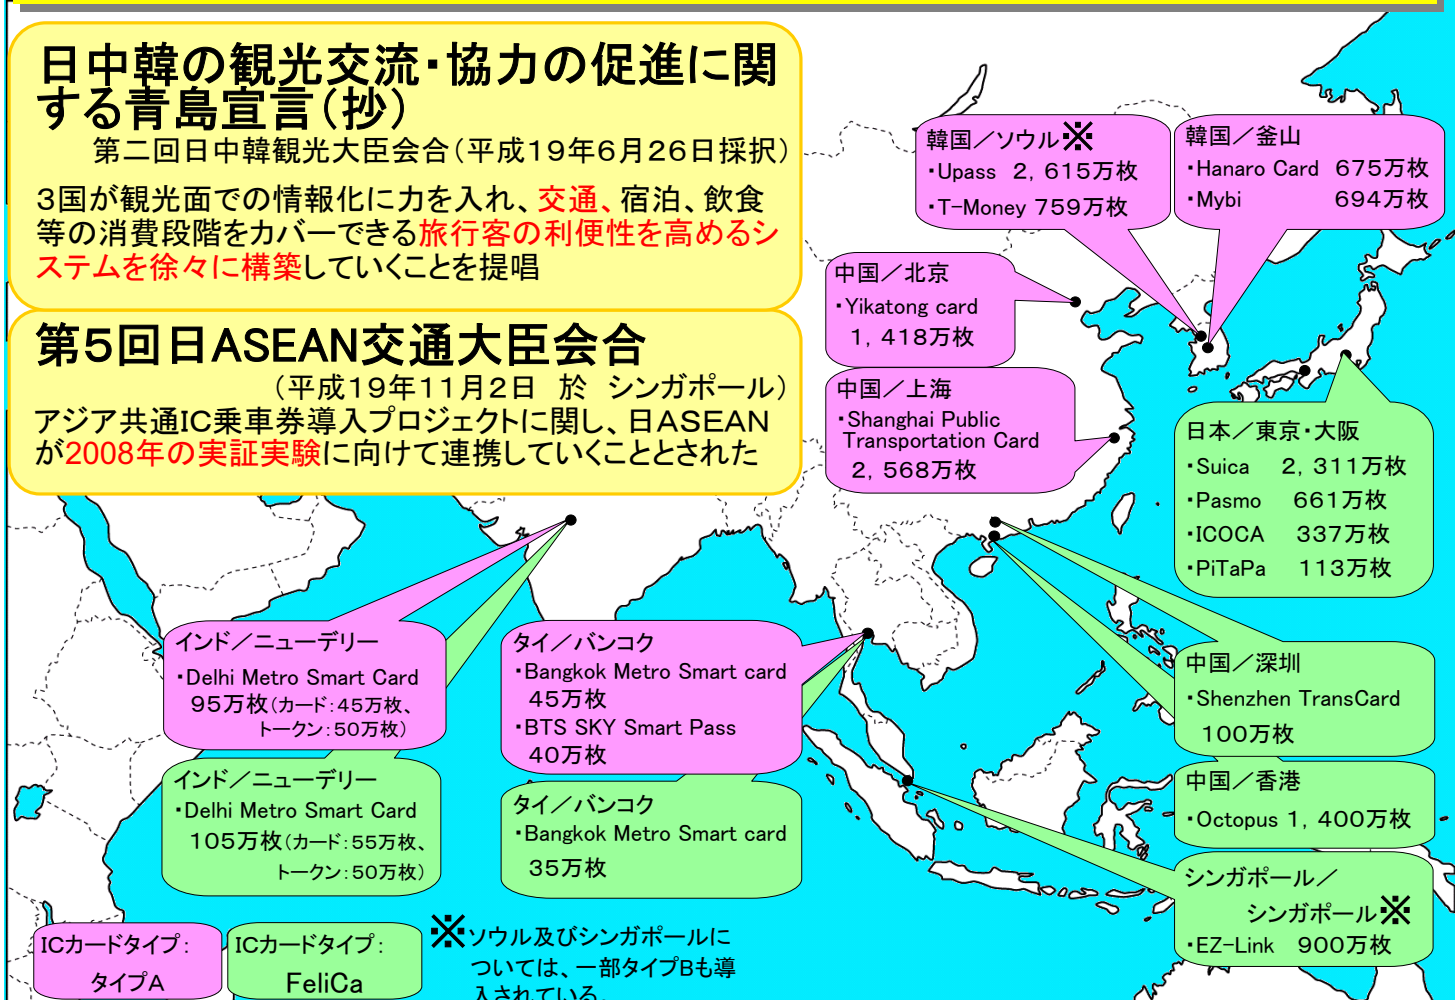 日中韓の観光交流・協力の促進に関
する青島宣言（抄）
第二回日中韓観光大臣会合（平成19年6月26日採択）
3国が観光面での情報化に力を入れ、交通、宿泊、飲食
等の消費段階をカバーできる旅行客の利便性を高めるシ
ステムを徐々に構築していくことを提唱
第5回日ASEAN交通大臣会合
（平成19年11月2日 於 シンガポール）
アジア共通IC乗車券導入プロジェクトに関し、日ASEAN
が2008年の実証実験に向けて連携していくこととされた
韓国／ソウル※
・Upass 2，615万枚
・T-Money 759万枚
韓国／釜山
・Hanaro Card 675万枚
・Mybi 694万枚
中国／北京
・Yikatong card
1，418万枚
中国／上海
・Shanghai Public
Transportation Card
2，568万枚
日本／東京・大阪
・Suica 2，311万枚
・Pasmo 661万枚
・ICOCA 337万枚
・PiTaPa 113万枚
インド／ニューデリー
・Delhi Metro Smart Card
95万枚（カード：45万枚、
トークン：50万枚）
タイ／バンコク
・Bangkok Metro Smart card
45万枚
・BTS SKY Smart Pass
40万枚
中国／深圳
・Shenzhen TransCard
100万枚
インド／ニューデリー
・Delhi Metro Smart Card
105万枚（カード：55万枚、
トークン：50万枚）
タイ／バンコク
・Bangkok Metro Smart card
35万枚
中国／香港
・Octopus 1，400万枚
シンガポール／
シンガポール※
・EZ-Link 900万枚
ICカードタイプ：
タイプA
ICカードタイプ：
FeliCa
※ソウル及びシンガポールに
ついては、一部タイプBも導
入されている。